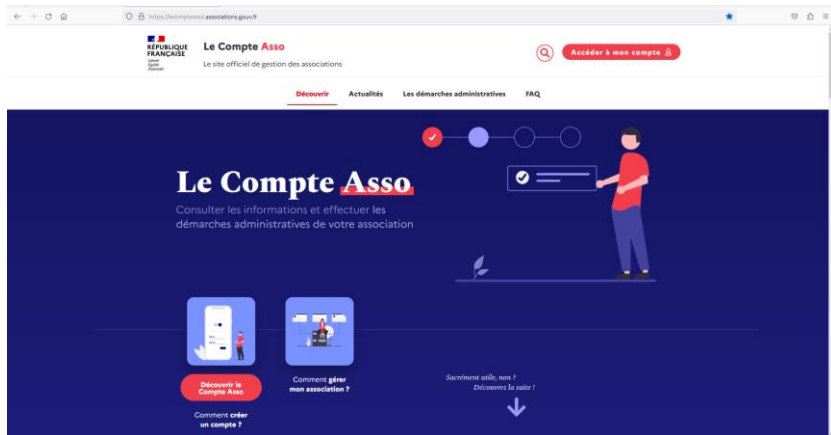 https://lecompteasso.associations.gouv.fr
RÉPUBLIQUE
FRANÇAISE
Liberté
Égalité
Fraternité
Le Compte Asso
Le site officiel de gestion des associations
Accéder à mon compte
Découvrir
Actualités
Les démarches administratives
FAQ
Le Compte Asso
Consulter les informations et effectuer les
démarches administratives de votre association
Découvrir le
Compte Asso
Comment gérer
mon association ?
Comment créer
un compte ?
Sacrément utile, non ?
Découvrez la suite !